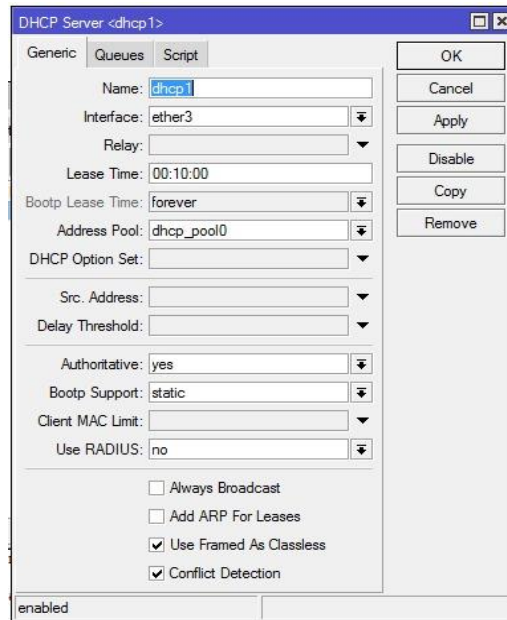 DHCP Server <dhcp1>
Generic Queues Script
OK
Name: dhcp1
Cancel
Interface: ether3
Apply
Relay:
Lease Time: 00:10:00
Disable
Bootp Lease Time: forever
Copy
Address Pool: dhcp_pool0
Remove
DHCP Option Set:
Src. Address:
Delay Threshold:
Authoritative: yes
Bootp Support: static
Client MAC Limit:
Use RADIUS: no
Always Broadcast
Add ARP For Leases
Use Framed As Classless
Conflict Detection
enabled